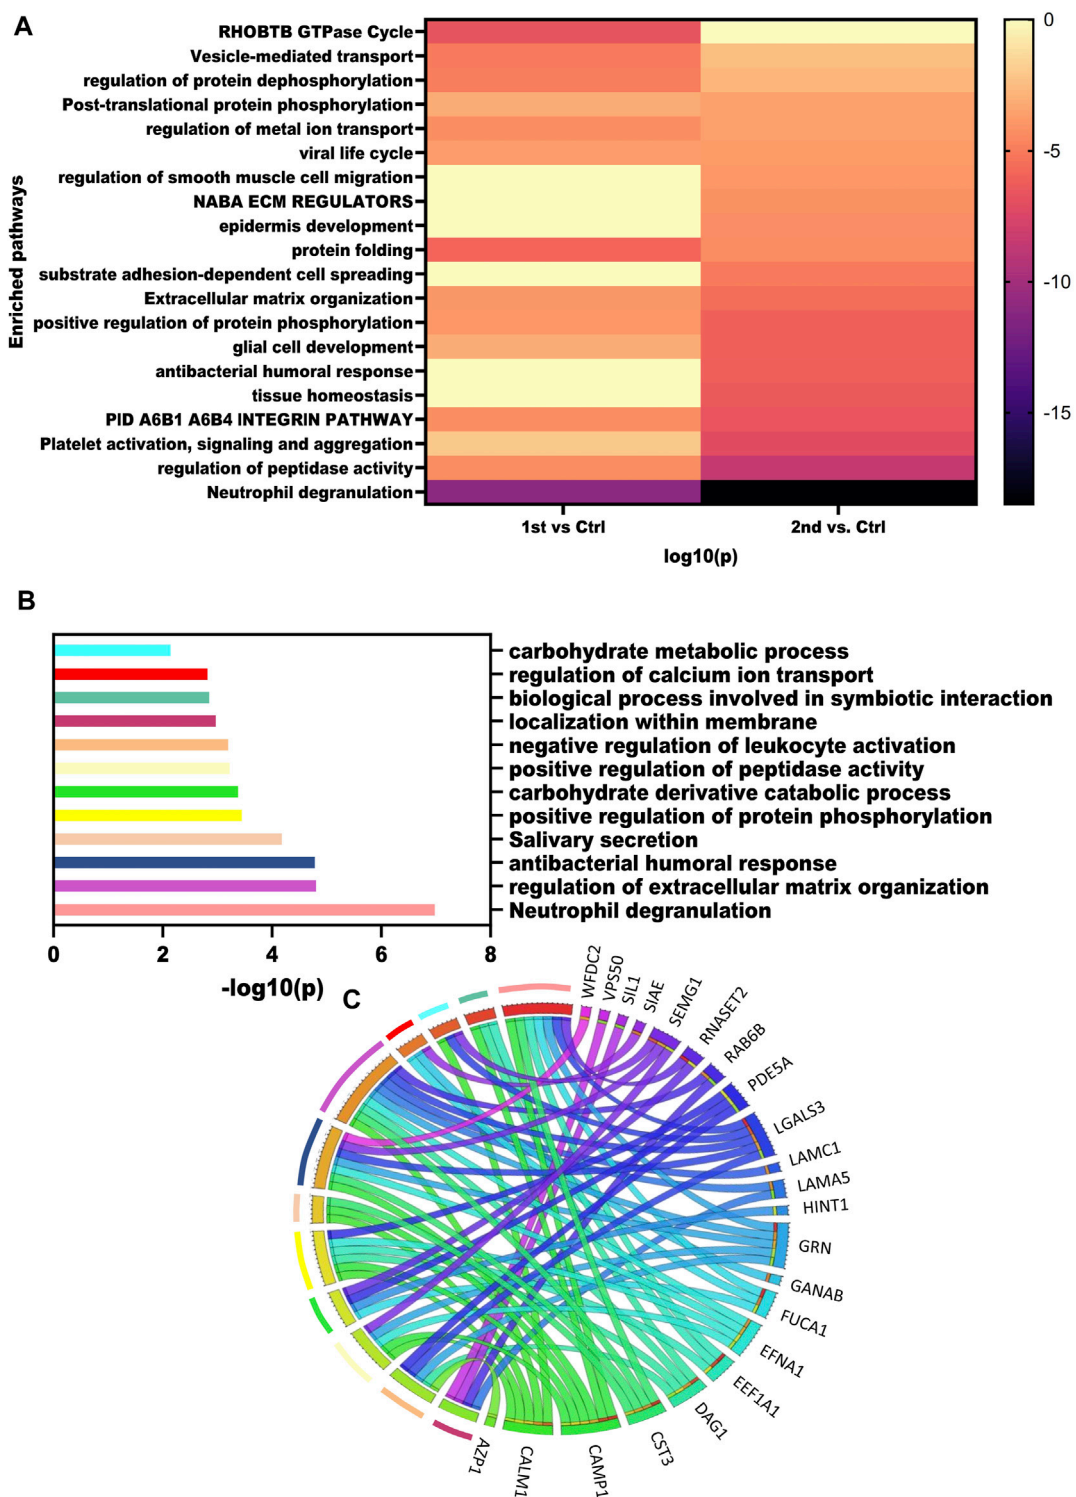 A
Enriched pathways
RHOBTB GTPase Cycle
Vesicle-mediated transport
regulation of protein dephosphorylation
Post-translational protein phosphorylation
regulation of metal ion transport
viral life cycle
regulation of smooth muscle cell migration
NABA ECM REGULATORS
epidermis development
protein folding
substrate adhesion-dependent cell spreading
Extracellular matrix organization
positive regulation of protein phosphorylation
glial cell development
antibacterial humoral response
tissue homeostasis
PID A6B1 A6B4 INTEGRIN PATHWAY
Platelet activation, signaling and aggregation
regulation of peptidase activity
Neutrophil degranulation
1st vs Ctrl
2nd vs. Ctrl
log10(p)
0
-5
-10
-15
B
carbohydrate metabolic process
regulation of calcium ion transport
biological process involved in symbiotic interaction
localization within membrane
negative regulation of leukocyte activation
positive regulation of peptidase activity
carbohydrate derivative catabolic process
positive regulation of protein phosphorylation
Salivary secretion
antibacterial humoral response
regulation of extracellular matrix organization
Neutrophil degranulation
0
2
4
6
8
-log10(p)
C
WFDC2
VPS50
SIL1
SIAE
SEMG1
RNASET2
RAB6B
PDE5A
LGALS3
LAMC1
LAMA5
HINT1
GRN
GANAB
FUCA1
EFNA1
EEF1A1
DAG1
CST3
CAMP1
CALM1
AZP1